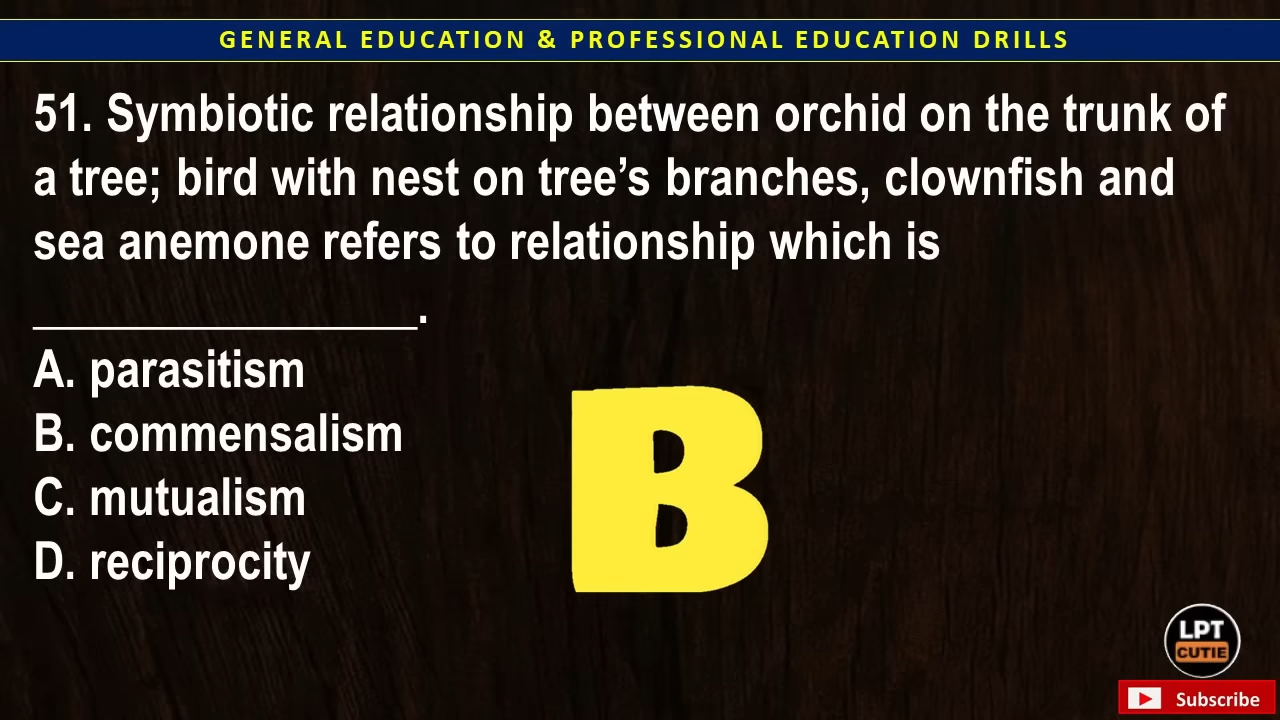 GENERAL EDUCATION & PROFESSIONAL EDUCATION DRILLS
51. Symbiotic relationship between orchid on the trunk of
a tree; bird with nest on tree’s branches, clownfish and
sea anemone refers to relationship which is
________________.
A. parasitism
B. commensalism
C. mutualism
D. reciprocity
B
LPT
CUTIE
Subscribe